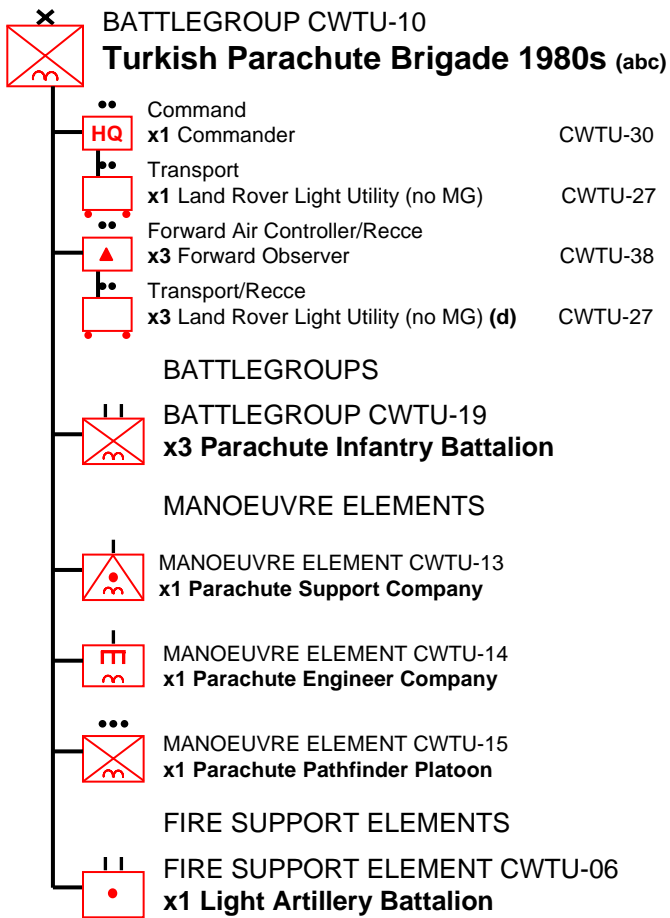 BATTLEGROUP CWTU-10
Turkish Parachute Brigade 1980s (abc)
Command
HQ x1 Commander CWTU-30
Transport
x1 Land Rover Light Utility (no MG) CWTU-27
Forward Air Controller/Recce
x3 Forward Observer CWTU-38
Transport/Recce
x3 Land Rover Light Utility (no MG) (d) CWTU-27
BATTLEGROUPS
BATTLEGROUP CWTU-19
x3 Parachute Infantry Battalion
MANOEUVRE ELEMENTS
MANOEUVRE ELEMENT CWTU-13
x1 Parachute Support Company
MANOEUVRE ELEMENT CWTU-14
x1 Parachute Engineer Company
MANOEUVRE ELEMENT CWTU-15
x1 Parachute Pathfinder Platoon
FIRE SUPPORT ELEMENTS
FIRE SUPPORT ELEMENT CWTU-06
x1 Light Artillery Battalion